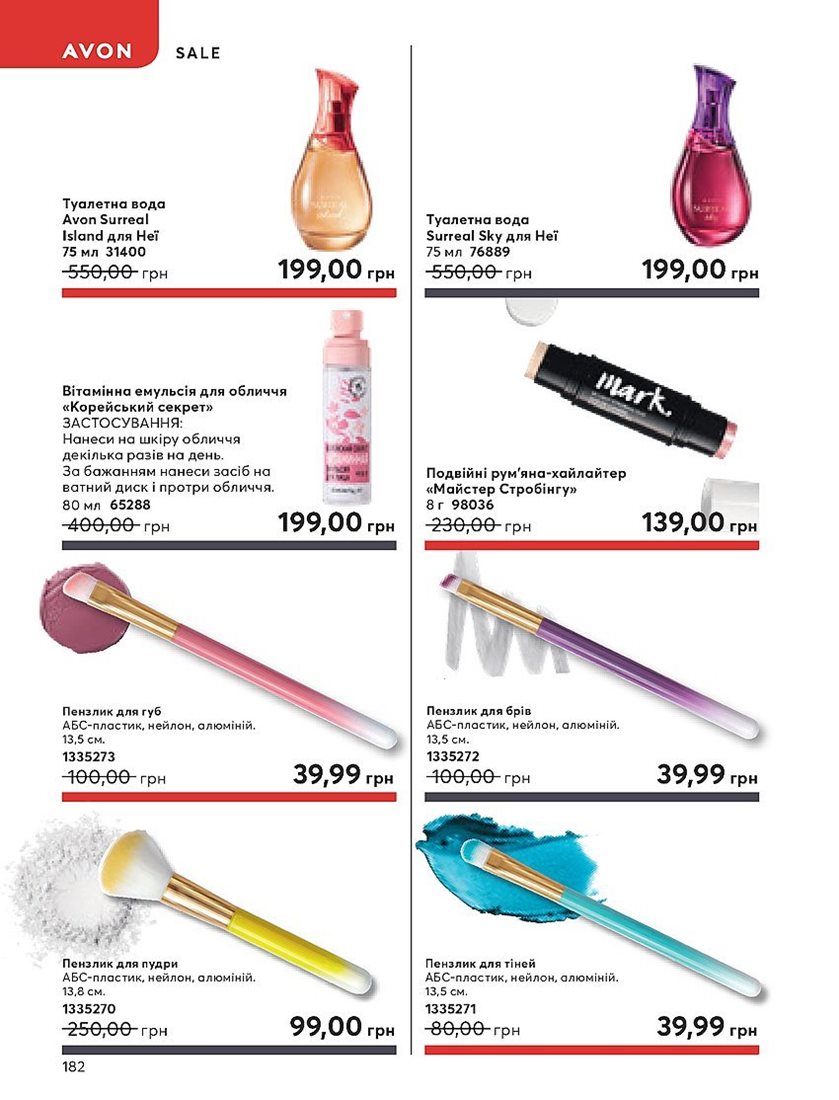 AVON SALE
Туалетна вода
Avon Surreal
Island для Неї
75 мл 31400
550,00 грн
199,00 грн
Туалетна вода
Surreal Sky для Неї
75 мл 76889
550,00 грн
199,00 грн
Вітамінна емульсія для обличчя
«Корейський секрет»
ЗАСТОСУВАННЯ:
Нанеси на шкіру обличчя
декілька разів на день.
За бажанням нанеси засіб на
ватний диск і протри обличчя.
80 мл 65288
400,00 грн
199,00 грн
mark.
Подвійні рум'яна-хайлайтер
«Майстер Стробінгу»
8 г 98036
230,00 грн
139,00 грн
Пензлик для губ
АБС-пластик, нейлон, алюміній.
13,5 см.
1335273
100,00 грн
39,99 грн
Пензлик для брів
АБС-пластик, нейлон, алюміній.
13,5 см.
1335272
100,00 грн
39,99 грн
Пензлик для пудри
АБС-пластик, нейлон, алюміній.
13,8 см.
1335270
250,00 грн
99,00 грн
Пензлик для тіней
АБС-пластик, нейлон, алюміній.
13,5 см.
1335271
80,00 грн
39,99 грн
182